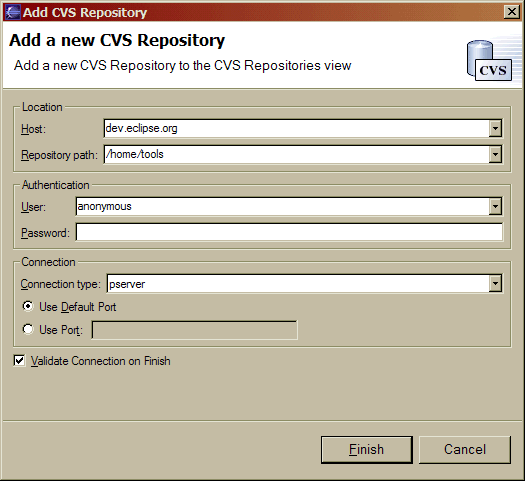 Add CVS Repository
Add a new CVS Repository
Add a new CVS Repository to the CVS Repositories view
CVS
Location
Host: dev.eclipse.org
Repository path: /home/tools
Authentication
User: anonymous
Password:
Connection
Connection type: pserver
Use Default Port
Use Port:
Validate Connection on Finish
Finish Cancel